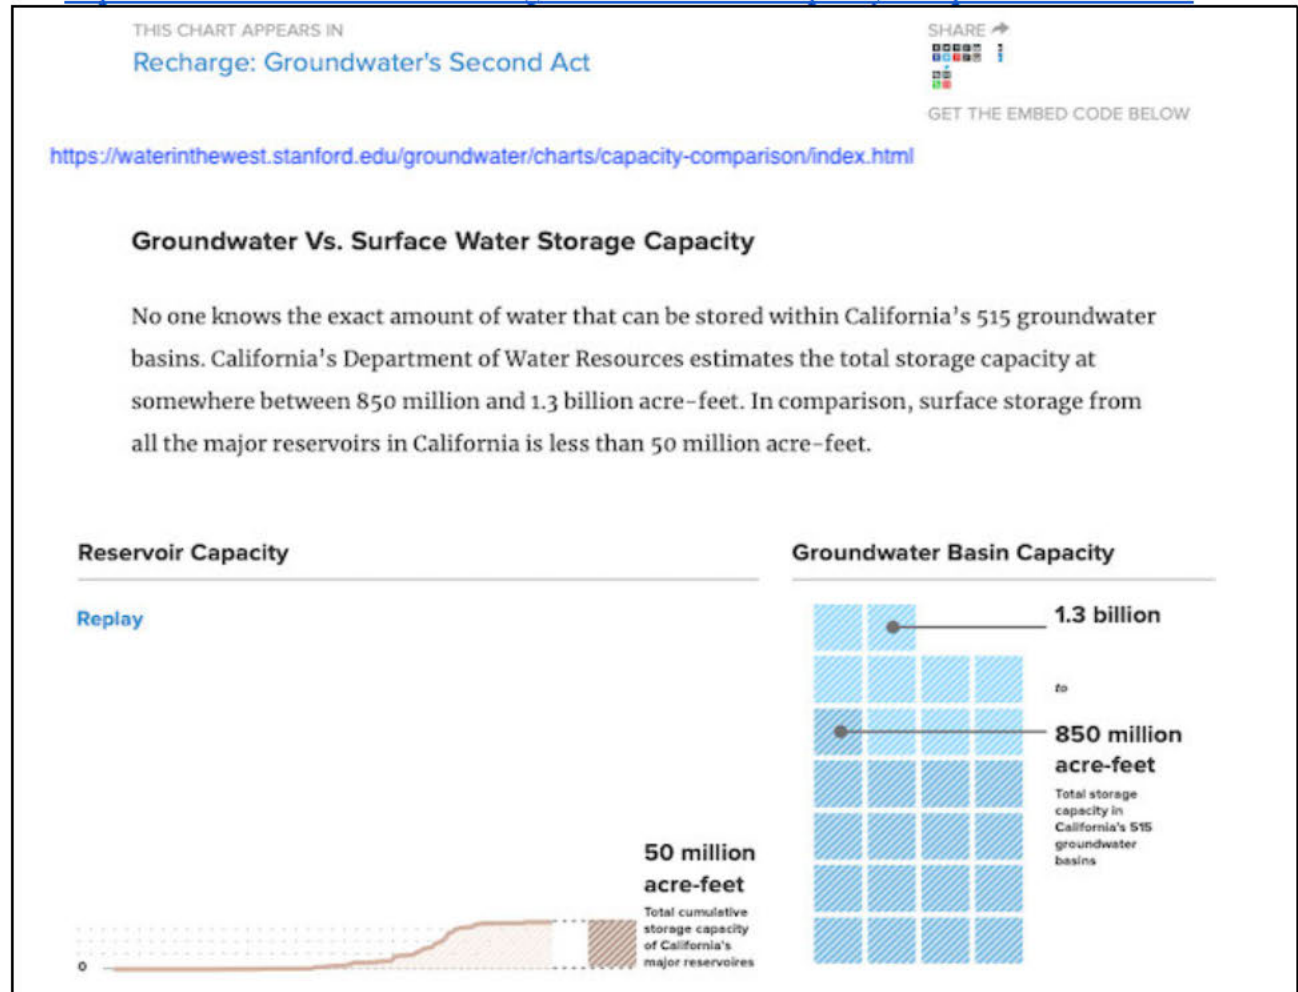 THIS CHART APPEARS IN
Recharge: Groundwater's Second Act
SHARE
GET THE EMBED CODE BELOW
https://waterinthewest.stanford.edu/groundwater/charts/capacity-comparison/index.html
Groundwater Vs. Surface Water Storage Capacity
No one knows the exact amount of water that can be stored within California’s 515 groundwater
basins. California’s Department of Water Resources estimates the total storage capacity at
somewhere between 850 million and 1.3 billion acre-feet. In comparison, surface storage from
all the major reservoirs in California is less than 50 million acre-feet.
Reservoir Capacity
Replay
0
50 million
acre-feet
Total cumulative
storage capacity
of California's
major reservoires
Groundwater Basin Capacity
1.3 billion
to
850 million
acre-feet
Total storage
capacity in
California's 515
groundwater
basins